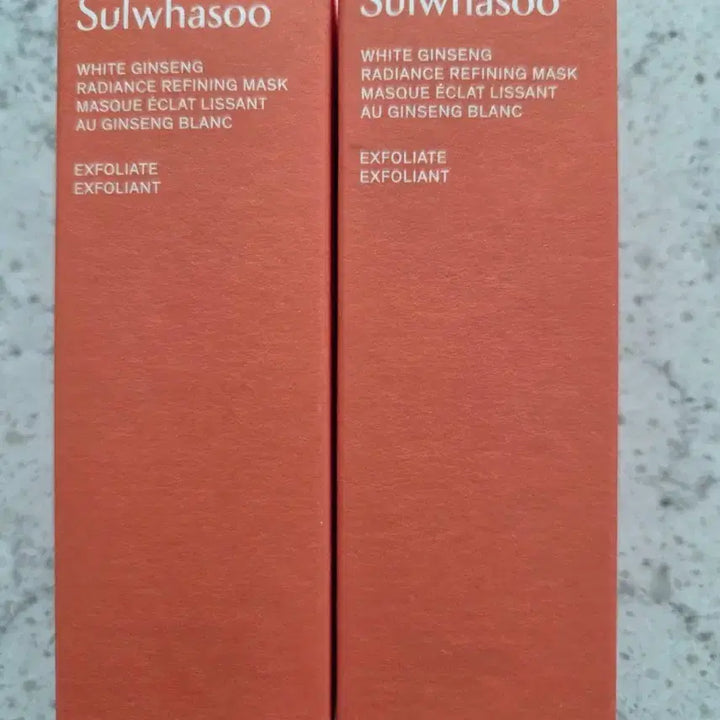 Sulwhasoo
WHITE GINSENG
RADIANCE REFINING MASK
MASQUE ÉCLAT LISSANT
AU GINSENG BLANC
EXFOLIATE
EXFOLIANT
Sulwhasoo
WHITE GINSENG
RADIANCE REFINING MASK
MASQUE ÉCLAT LISSANT
AU GINSENG BLANC
EXFOLIATE
EXFOLIANT